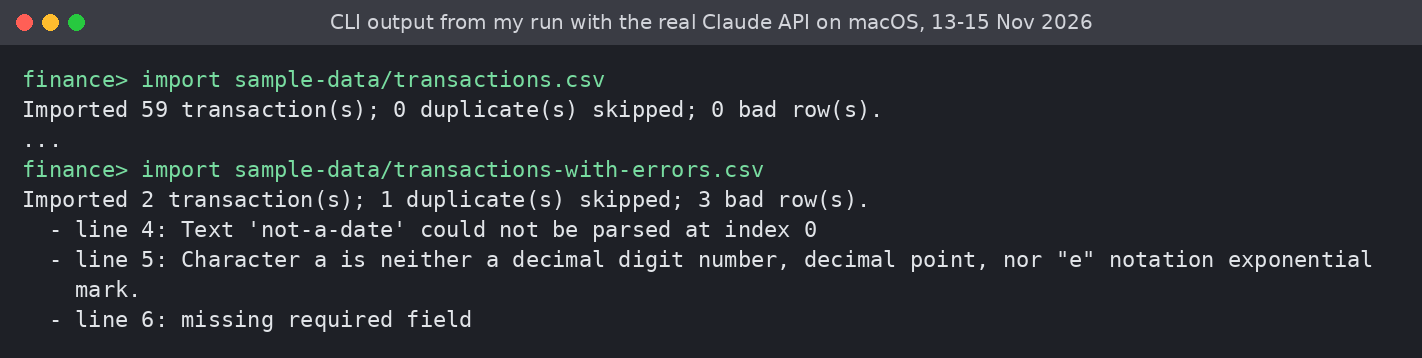 CLI output from my run with the real Claude API on macOS, 13-15 Nov 2026
finance> import sample-data/transactions.csv
Imported 59 transaction(s); 0 duplicate(s) skipped; 0 bad row(s).
...
finance> import sample-data/transactions-with-errors.csv
Imported 2 transaction(s); 1 duplicate(s) skipped; 3 bad row(s).
- line 4: Text 'not-a-date' could not be parsed at index 0
- line 5: Character a is neither a decimal digit number, decimal point, nor "e" notation exponential
mark.
- line 6: missing required field